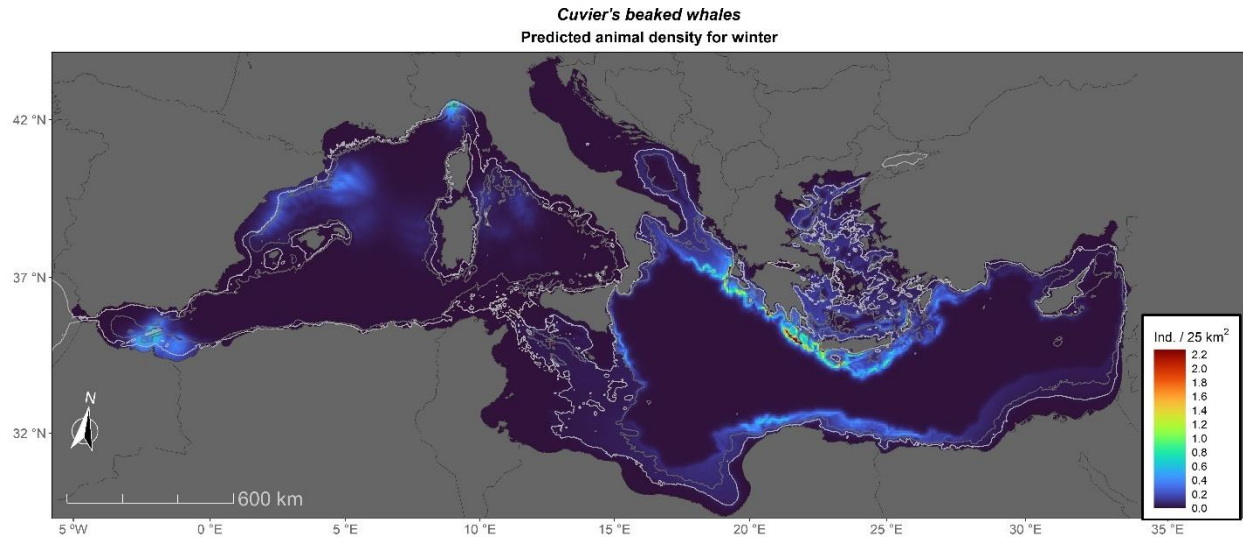 Cuvier's beaked whales
Predicted animal density for winter
42 °N
37 °N
32 °N
N
600 km
Ind. / 25 km²
2.2
2.0
1.8
1.6
1.4
1.2
1.0
0.8
0.6
0.4
0.2
0.0
5 °W
0 °E
5 °E
10 °E
15 °E
20 °E
25 °E
30 °E
35 °E